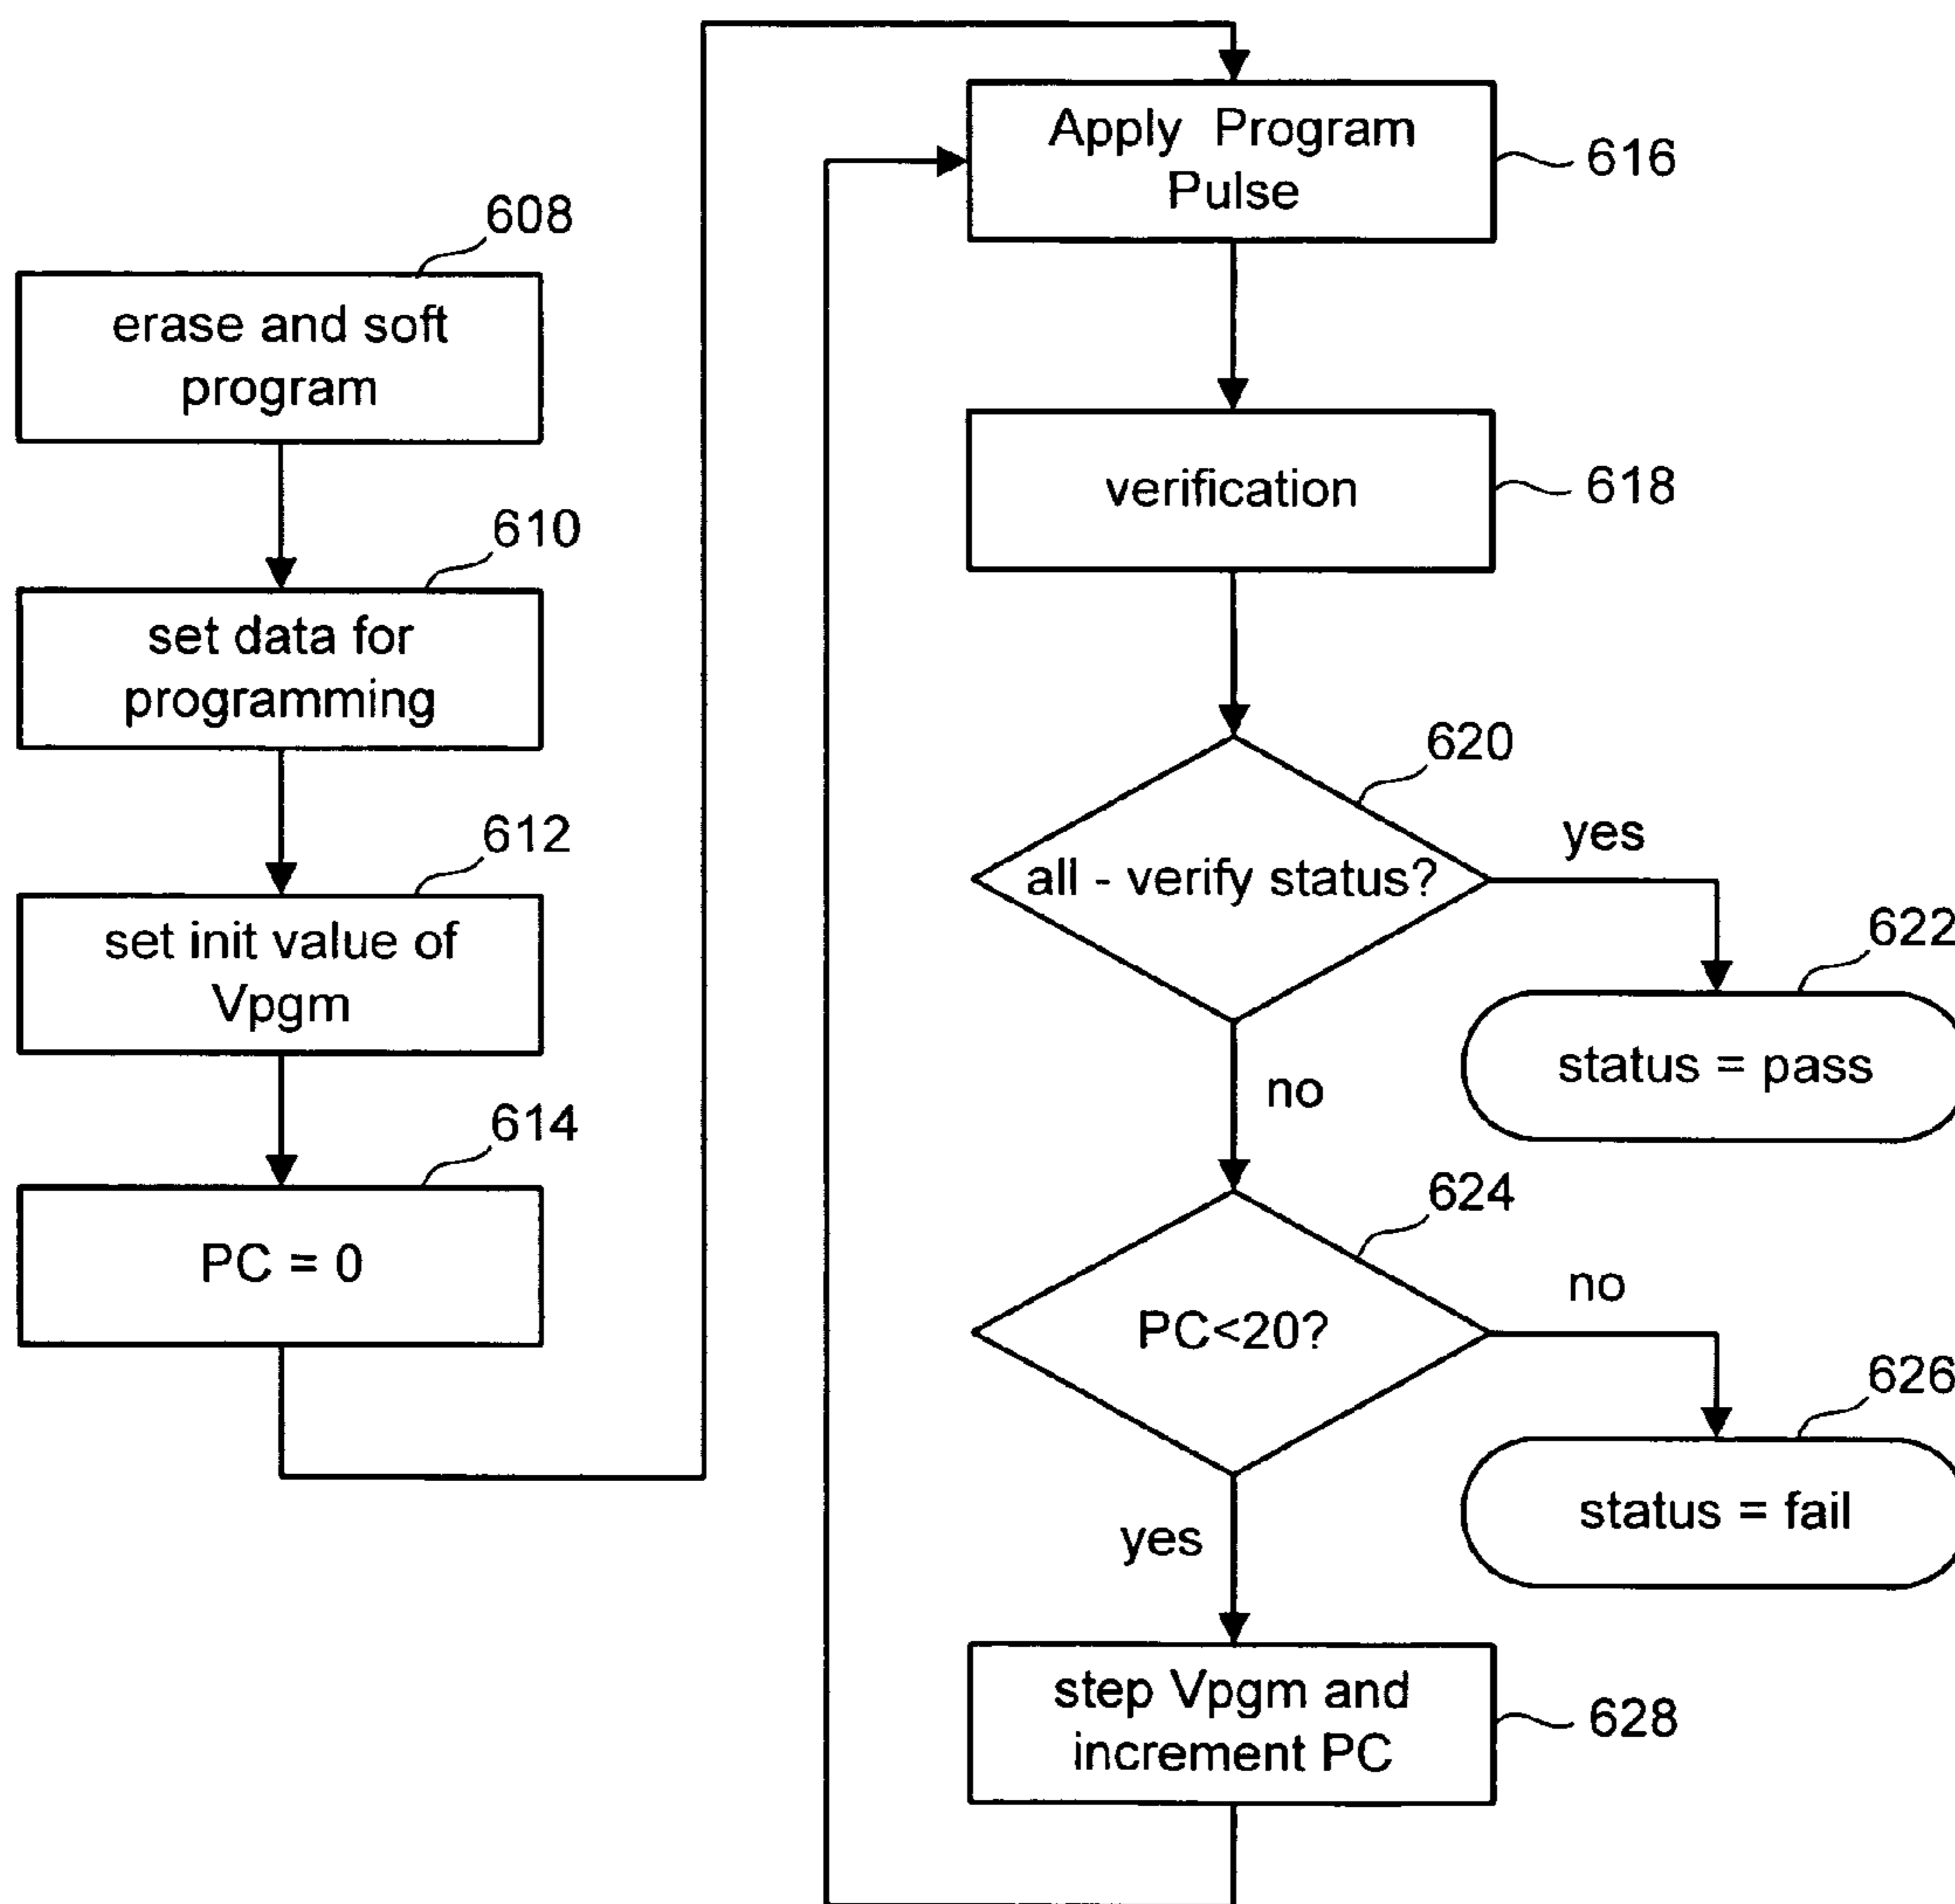 608
erase and soft
program
610
set data for
programming
612
set init value of
Vpgm
614
PC = 0
Apply Program
Pulse
616
verification
618
620
all - verify status?
yes
622
status = pass
no
624
PC<20?
no
626
status = fail
yes
step Vpgm and
increment PC
628